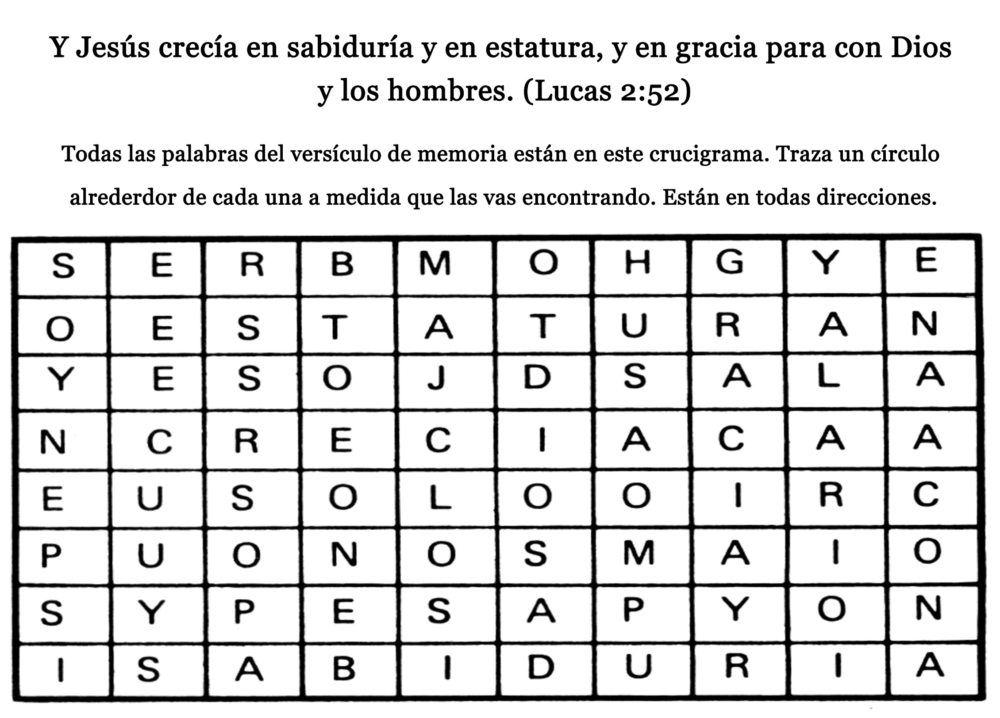 Y Jesús crecía en sabiduría y en estatura, y en gracia para con Dios
y los hombres. (Lucas 2:52)
Todas las palabras del versículo de memoria están en este crucigrama. Traza un círculo
alrederdor de cada una a medida que las vas encontrando. Están en todas direcciones.
S E R B M O H G Y E
O E S T A T U R A N
Y E S O J D S A L A
N C R E C I A C A A
E U S O L O O I R C
P U O N O S M A I O
S Y P E S A P Y O N
I S A B I D U R I A